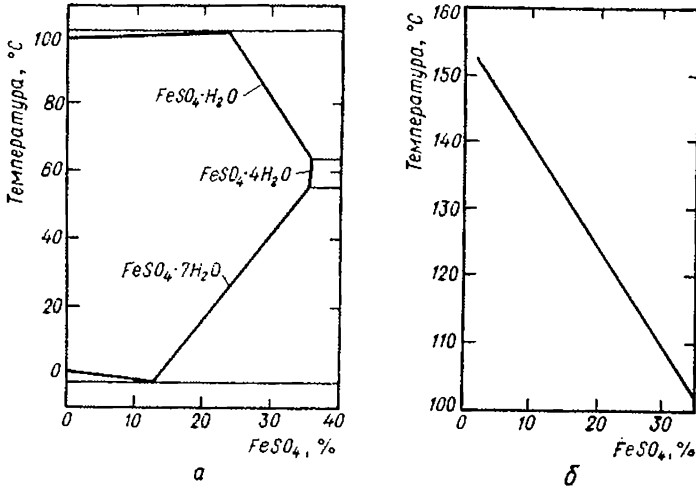 Температура, °С
100
80
60
40
20
0
0
10
20
30
40
FeSO₄·H₂O
FeSO₄·4H₂O
FeSO₄·7H₂O
FeSO₄, %
а
Температура, °С
160
150
140
130
120
110
100
0
10
20
30
FeSO₄, %
б